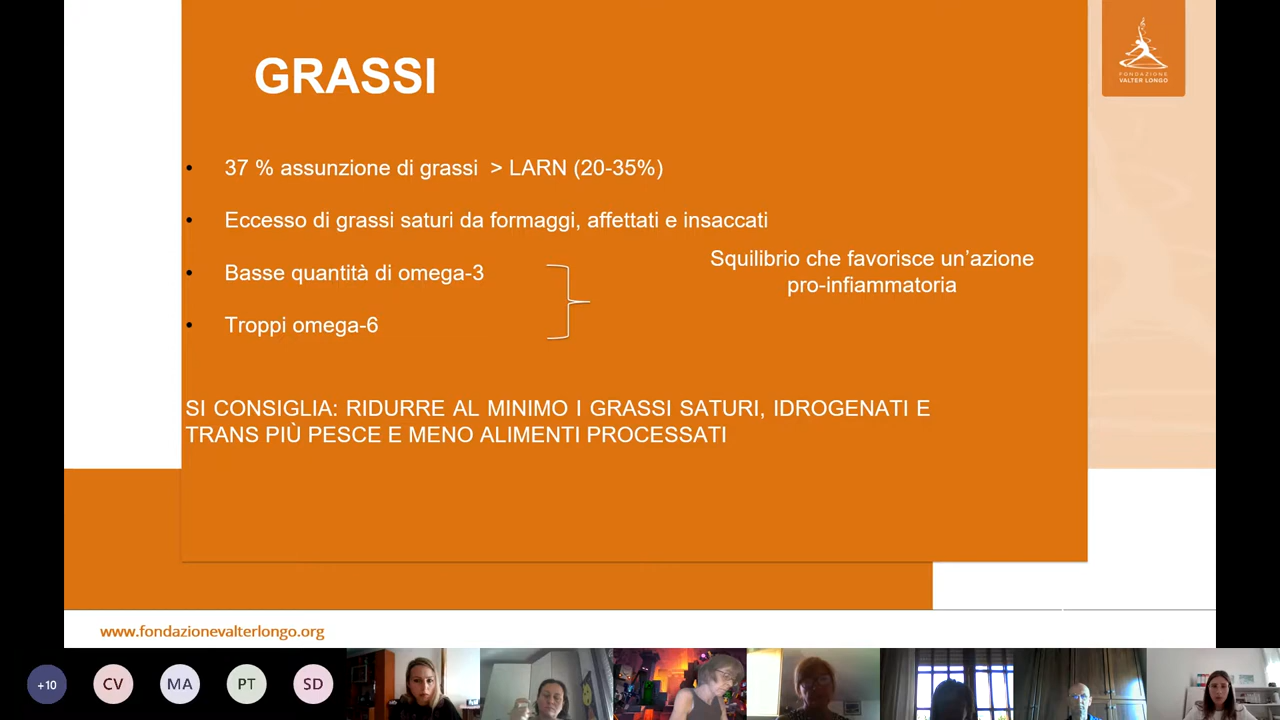 GRASSI
FONDAZIONE
VALTER LONGO
• 37 % assunzione di grassi > LARN (20-35%)
• Eccesso di grassi saturi da formaggi, affettati e insaccati
• Basse quantità di omega-3
• Troppi omega-6
Squilibrio che favorisce un’azione
pro-infiammatoria
SI CONSIGLIA: RIDURRE AL MINIMO I GRASSI SATURI, IDROGENATI E
TRANS PIÙ PESCE E MENO ALIMENTI PROCESSATI
www.fondazionevalterlongo.org
+10
CV
MA
PT
SD